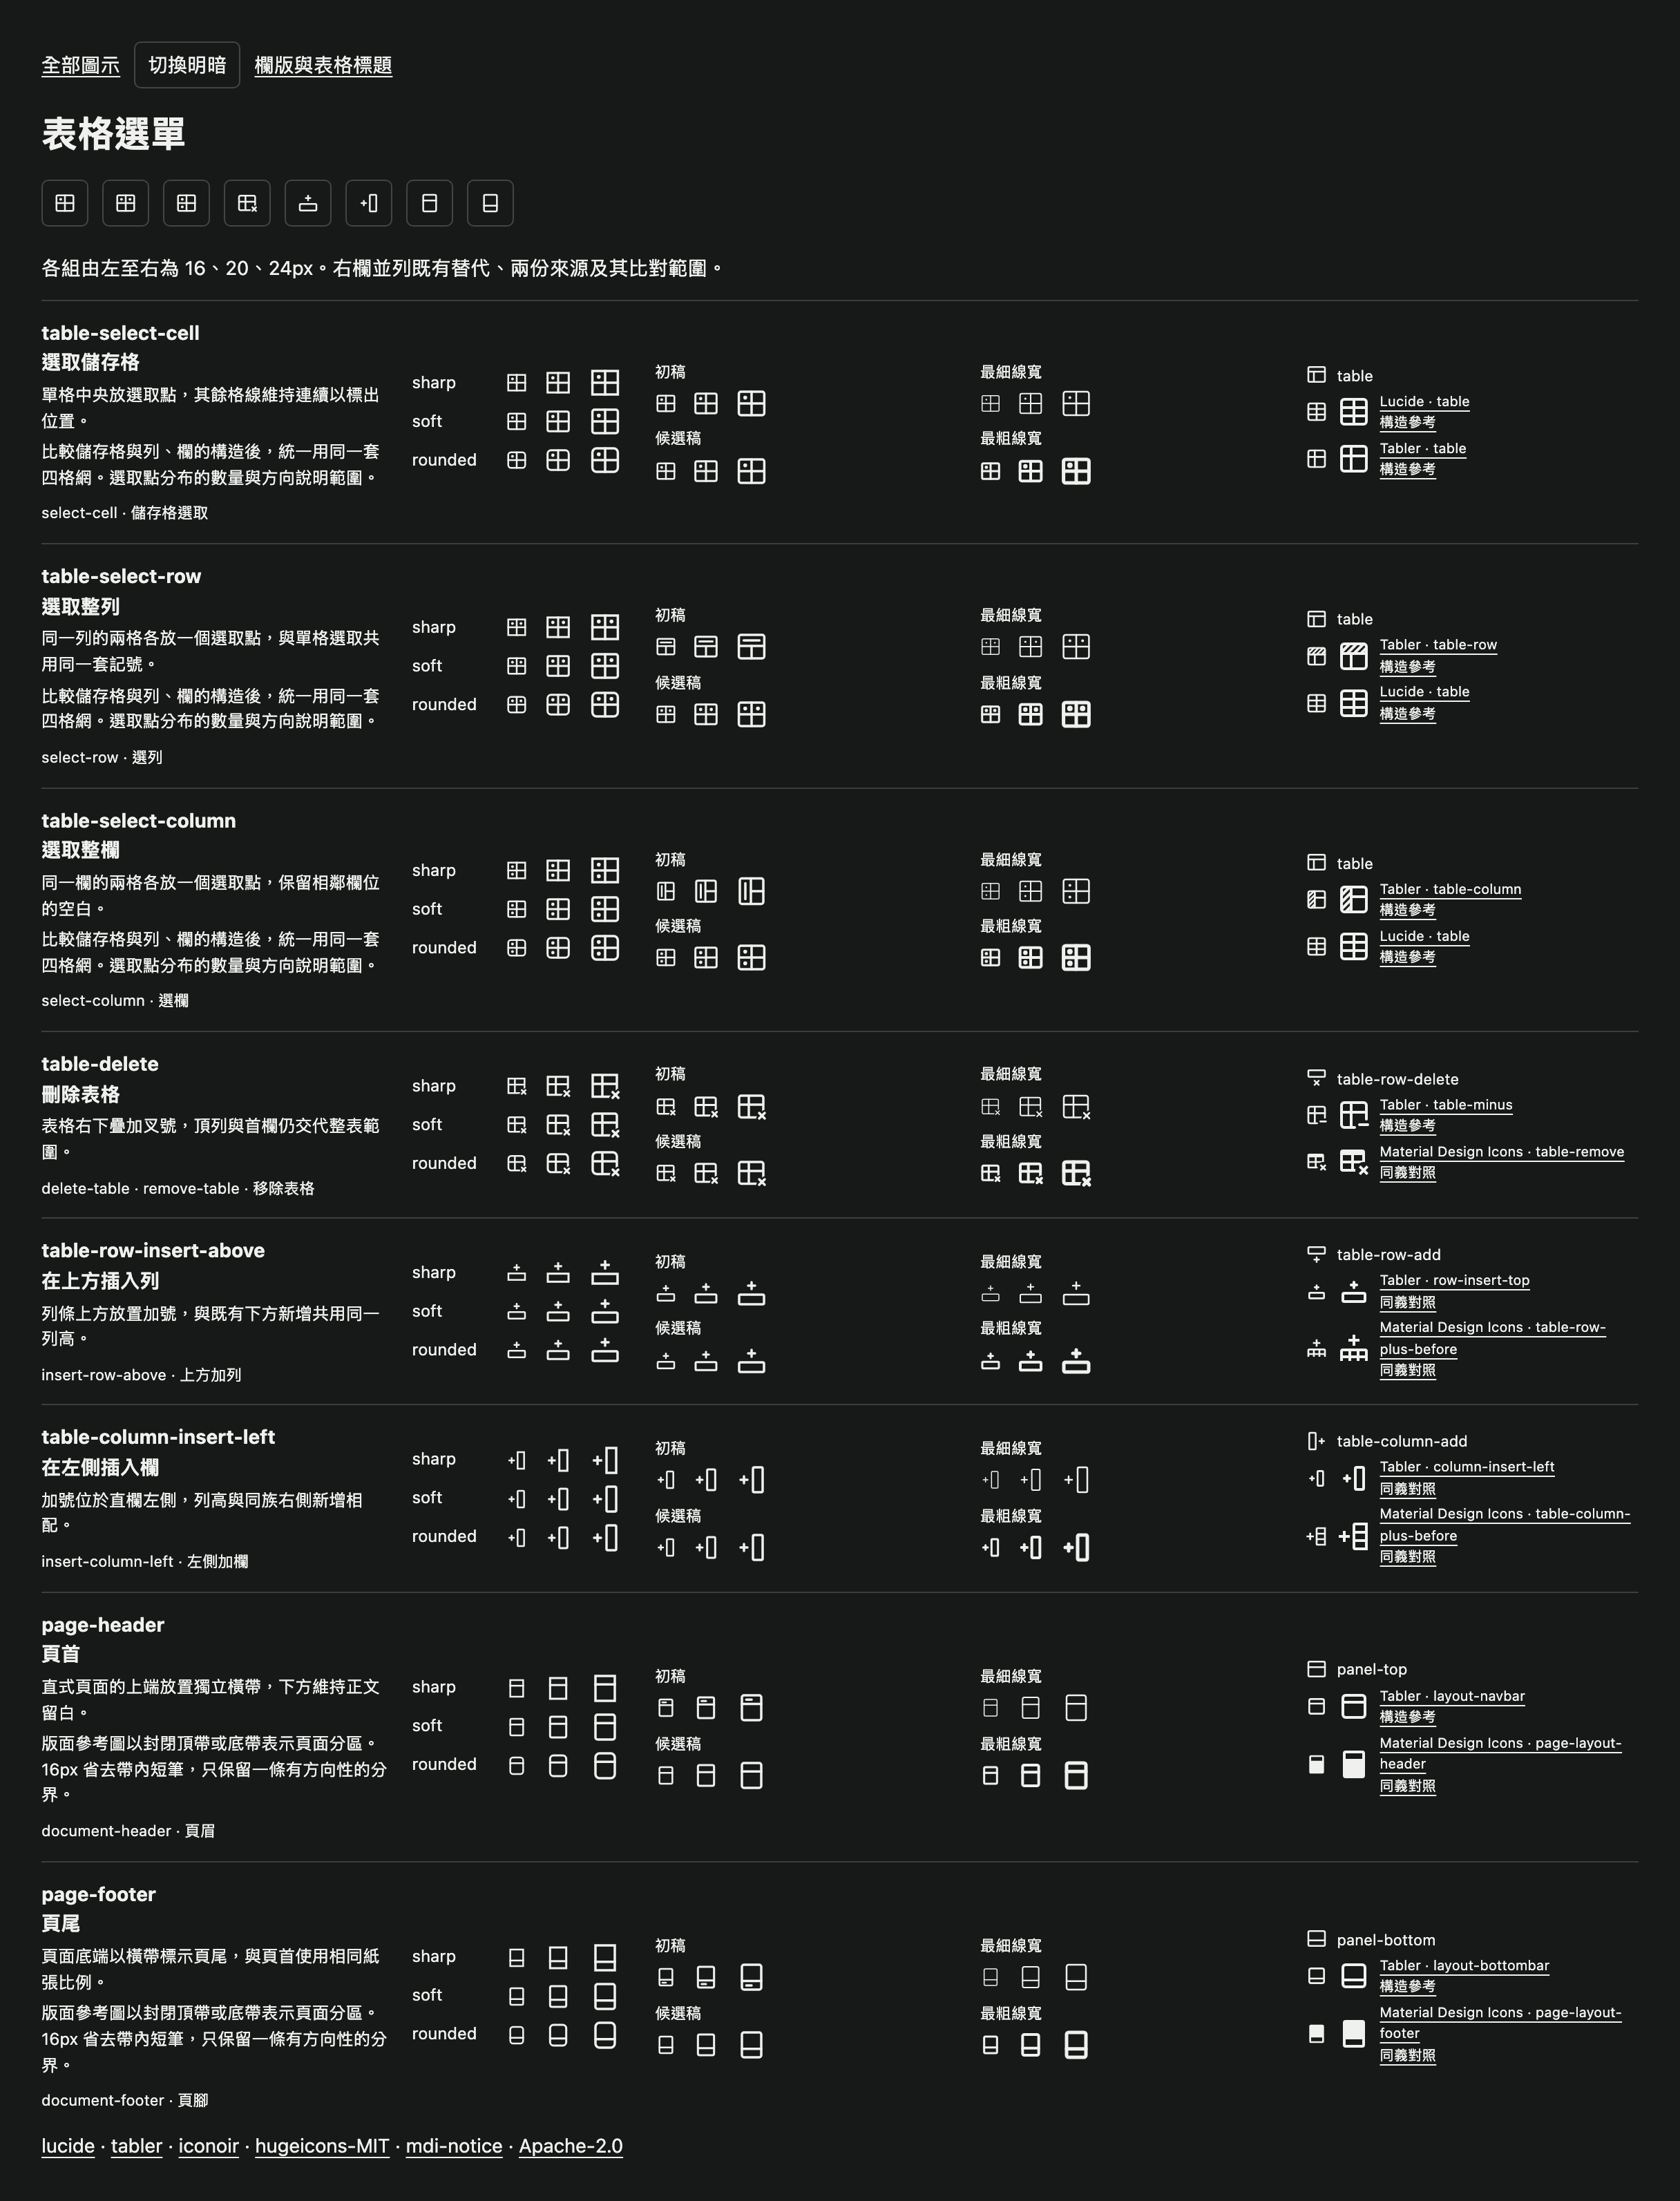 全部圖示
切換明暗
欄版與表格標題
表格選單
各組由左至右為 16、20、24px。右欄並列既有替代、兩份來源及其比對範圍。
table-select-cell
選取儲存格
單格中央放選取點，其餘格線維持連續以標出
位置。
比較儲存格與列、欄的構造後，統一用同一套
四格網。選取點分布的數量與方向說明範圍。
select-cell · 儲存格選取
sharp
soft
rounded
初稿
候選稿
最細線寬
最粗線寬
table
Lucide · table
構造參考
Tabler · table
構造參考
table-select-row
選取整列
同一列的兩格各放一個選取點，與單格選取共
用同一套記號。
比較儲存格與列、欄的構造後，統一用同一套
四格網。選取點分布的數量與方向說明範圍。
select-row · 選列
sharp
soft
rounded
初稿
候選稿
最細線寬
最粗線寬
table
Tabler · table-row
構造參考
Lucide · table
構造參考
table-select-column
選取整欄
同一欄的兩格各放一個選取點，保留相鄰欄位
的空白。
比較儲存格與列、欄的構造後，統一用同一套
四格網。選取點分布的數量與方向說明範圍。
select-column · 選欄
sharp
soft
rounded
初稿
候選稿
最細線寬
最粗線寬
table
Tabler · table-column
構造參考
Lucide · table
構造參考
table-delete
刪除表格
表格右下疊加叉號，頂列與首欄仍交代整表範
圍。
delete-table · remove-table · 移除表格
sharp
soft
rounded
初稿
候選稿
最細線寬
最粗線寬
table-row-delete
Tabler · table-minus
構造參考
Material Design Icons · table-remove
同義對照
table-row-insert-above
在上方插入列
列條上方放置加號，與既有下方新增共用同一
列高。
insert-row-above · 上方加列
sharp
soft
rounded
初稿
候選稿
最細線寬
最粗線寬
table-row-add
Tabler · row-insert-top
同義對照
Material Design Icons · table-row-
plus-before
同義對照
table-column-insert-left
在左側插入欄
加號位於直欄左側，列高與同族右側新增相
配。
insert-column-left · 左側加欄
sharp
soft
rounded
初稿
候選稿
最細線寬
最粗線寬
table-column-add
Tabler · column-insert-left
同義對照
Material Design Icons · table-column-
plus-before
同義對照
page-header
頁首
直式頁面的上端放置獨立橫帶，下方維持正文
留白。
版面參考圖以封閉頂帶或底帶表示頁面分區。
16px 省去帶內短筆，只保留一條有方向性的分
界。
document-header · 頁眉
sharp
soft
rounded
初稿
候選稿
最細線寬
最粗線寬
panel-top
Tabler · layout-navbar
構造參考
Material Design Icons · page-layout-
header
同義對照
page-footer
頁尾
頁面底端以橫帶標示頁尾，與頁首使用相同紙
張比例。
版面參考圖以封閉頂帶或底帶表示頁面分區。
16px 省去帶內短筆，只保留一條有方向性的分
界。
document-footer · 頁腳
sharp
soft
rounded
初稿
候選稿
最細線寬
最粗線寬
panel-bottom
Tabler · layout-bottombar
構造參考
Material Design Icons · page-layout-
footer
同義對照
lucide · tabler · iconoir · hugeicons-MIT · mdi-notice · Apache-2.0